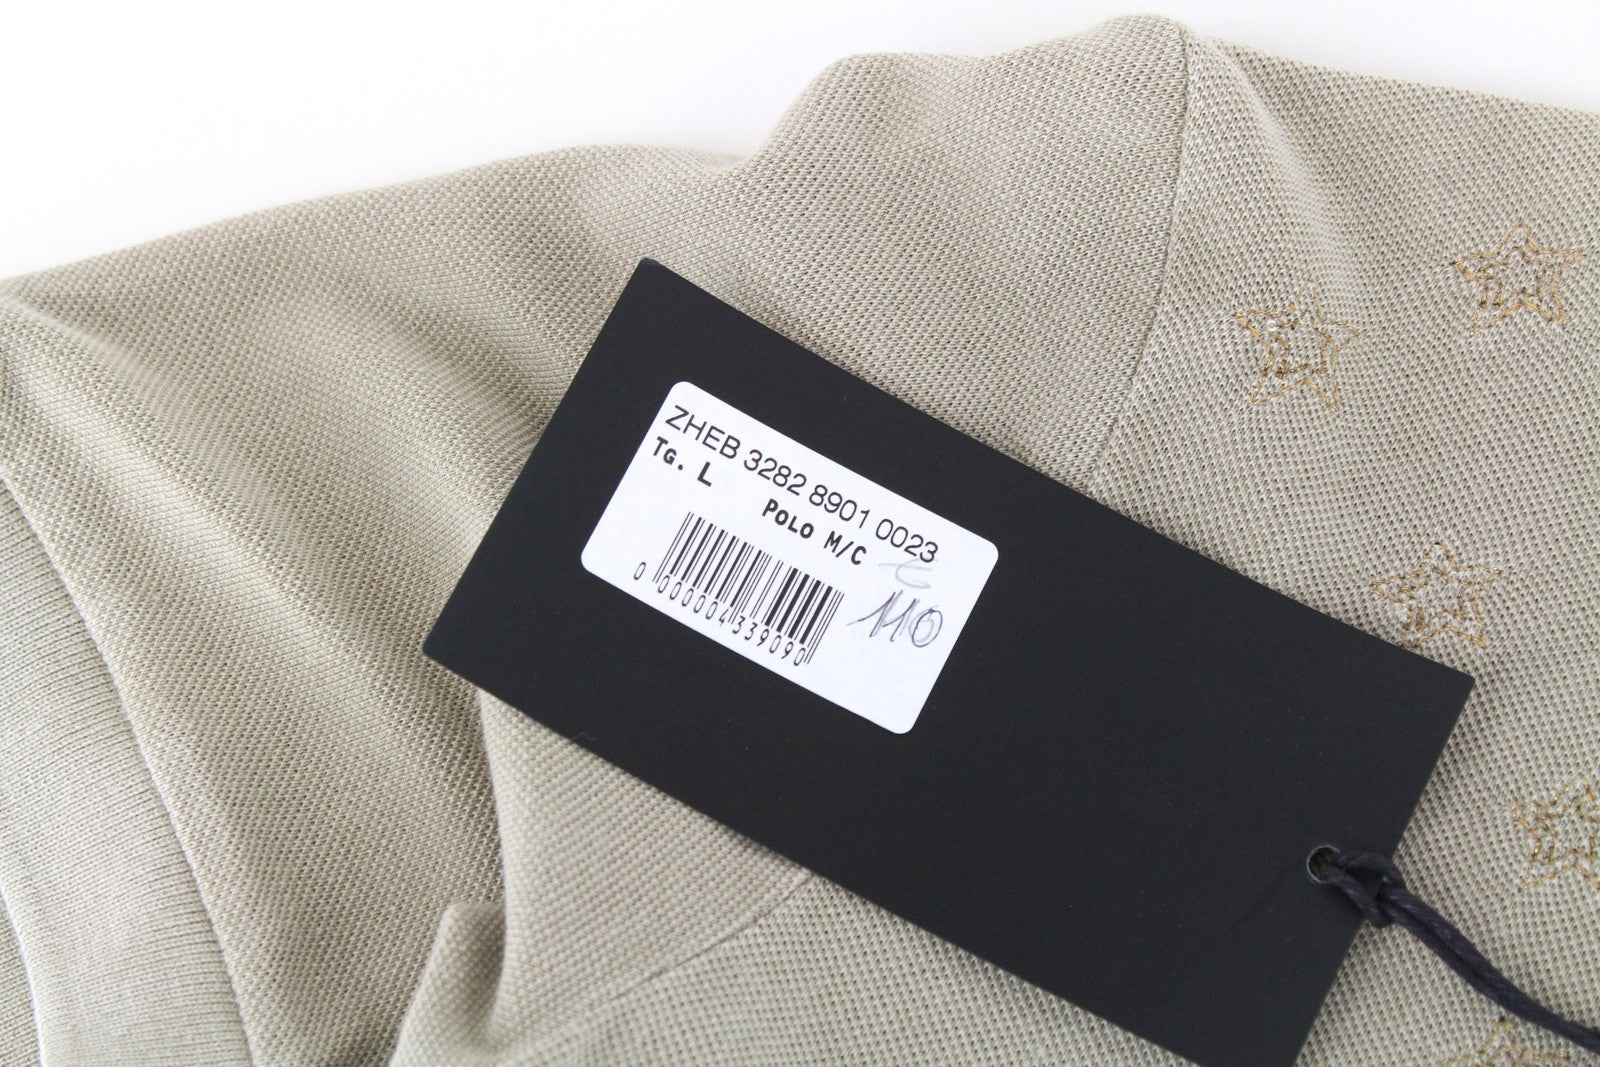 ZHEB 3282 8901 0023
TG. L
POLO M/C
€
110
0 000004 339090